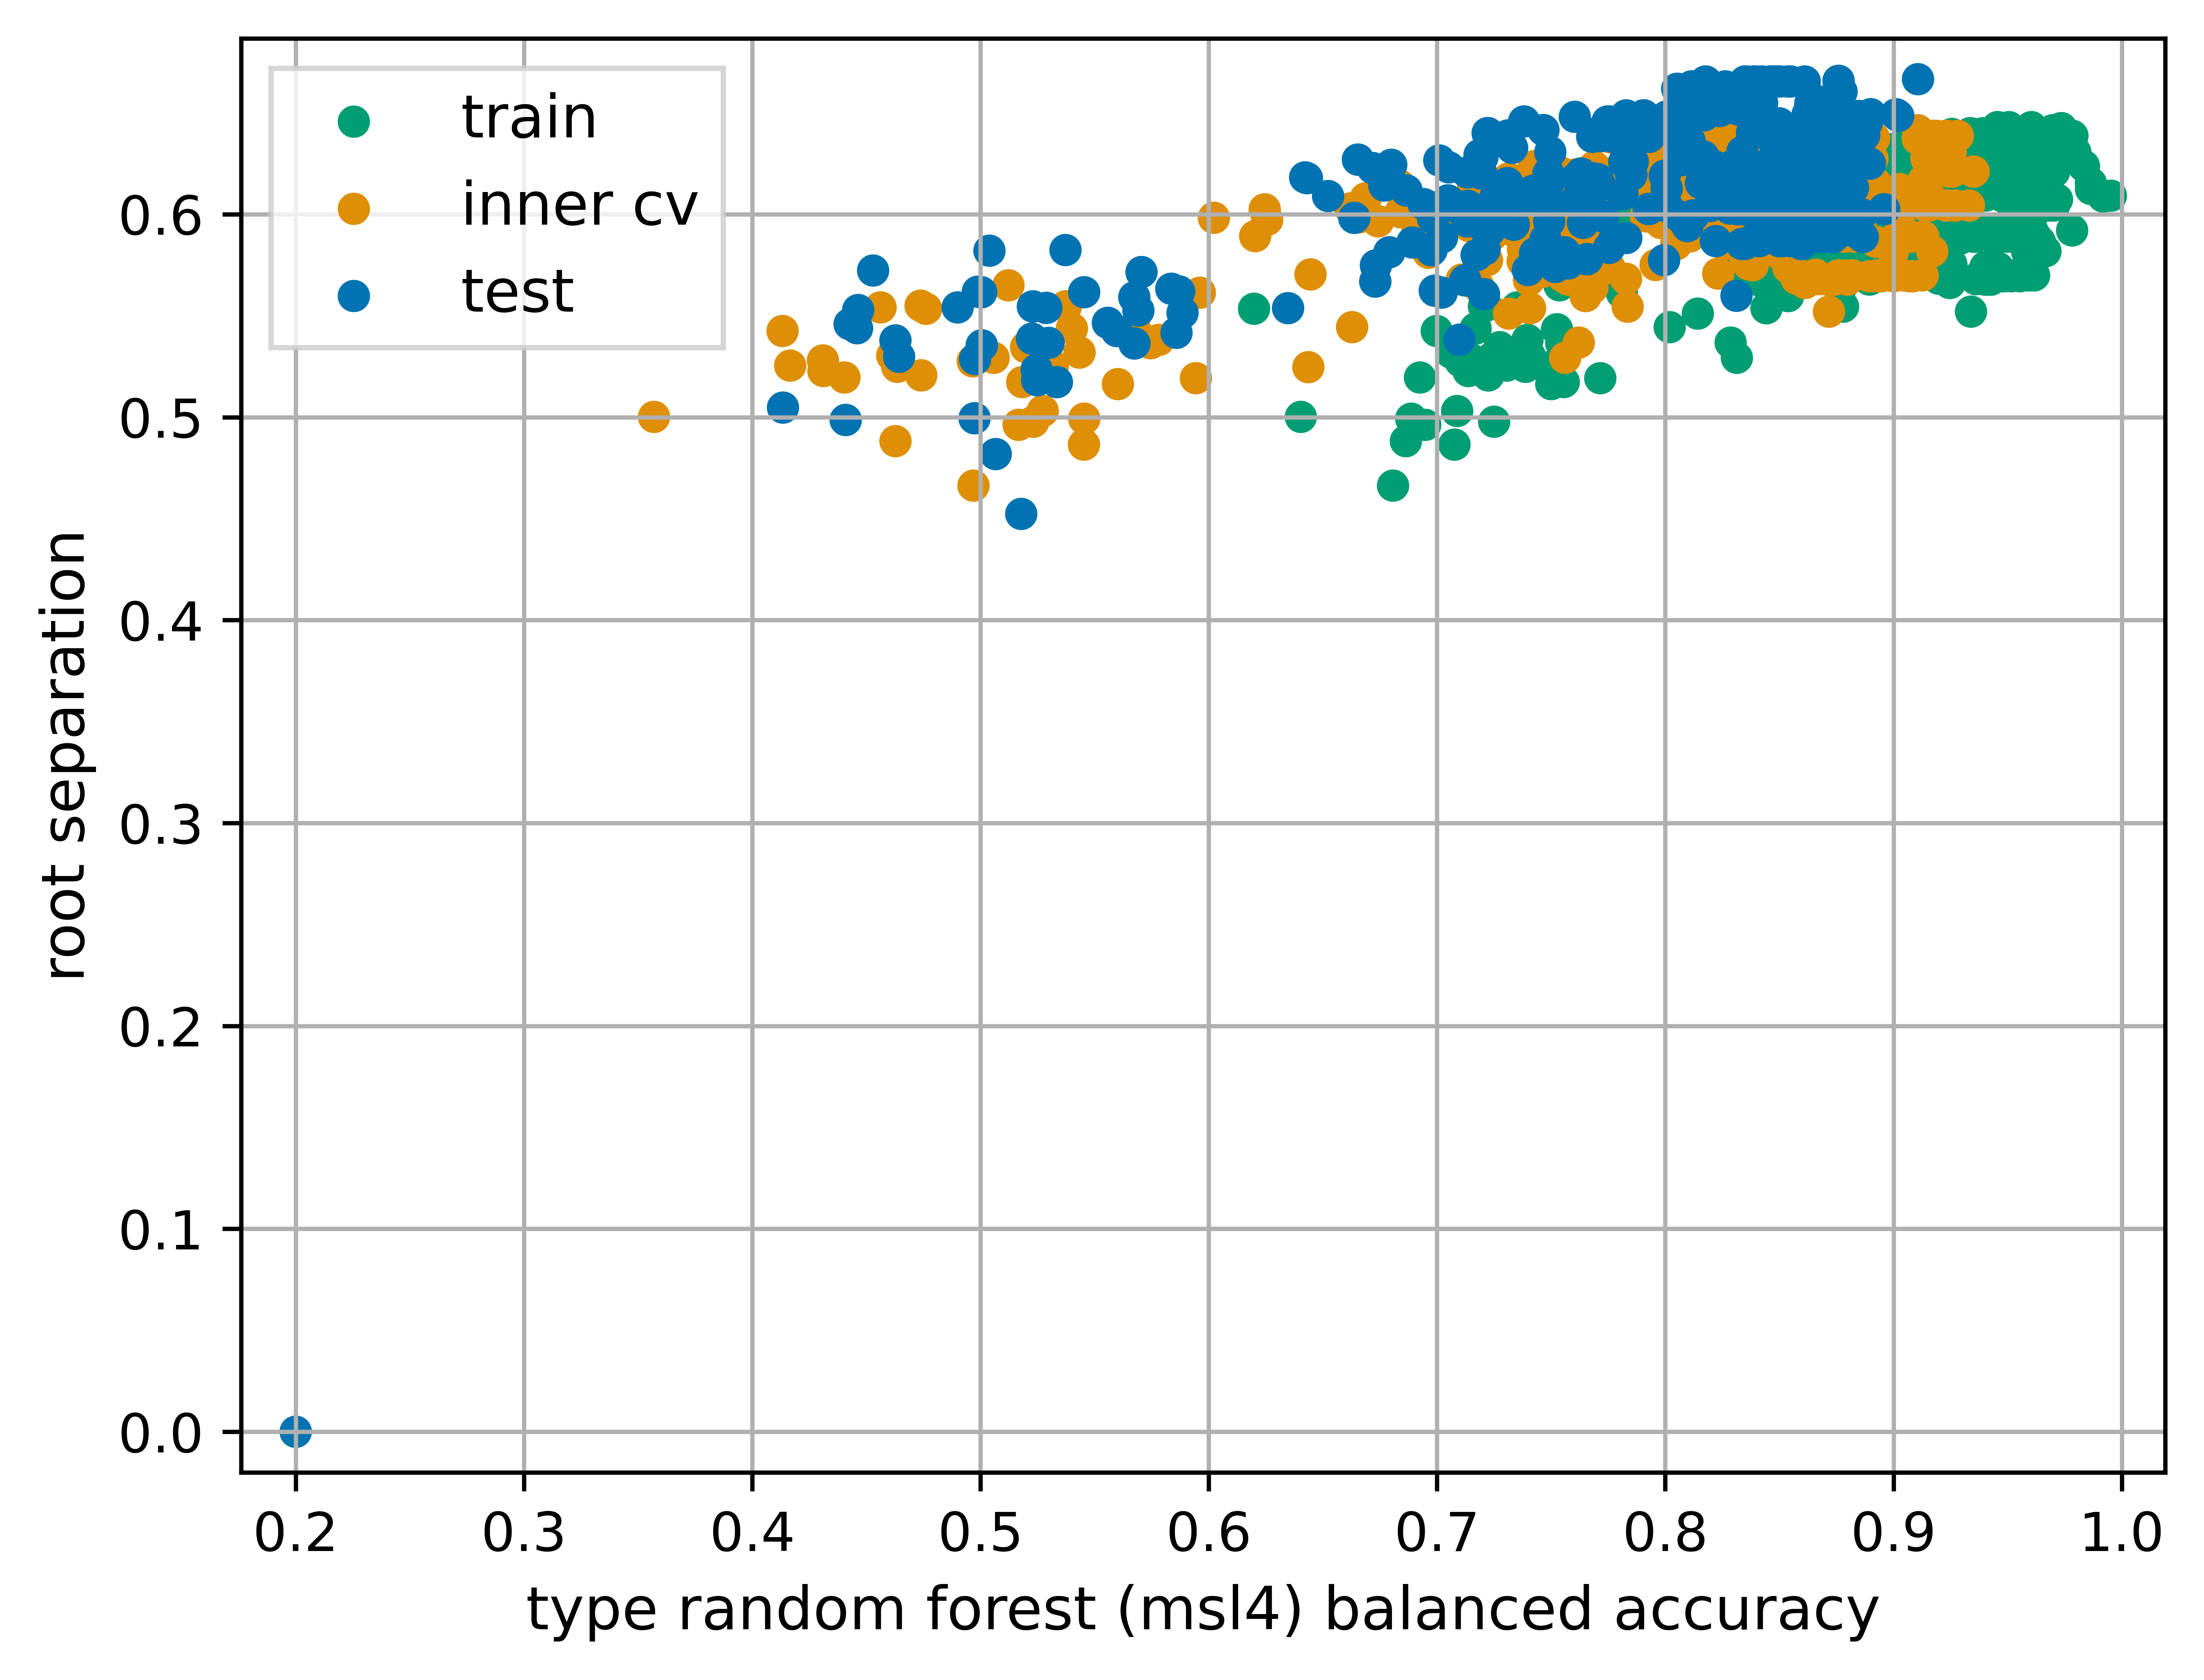 train
inner cv
test
root separation
0.6
0.5
0.4
0.3
0.2
0.1
0.0
0.2 0.3 0.4 0.5 0.6 0.7 0.8 0.9 1.0
type random forest (msl4) balanced accuracy